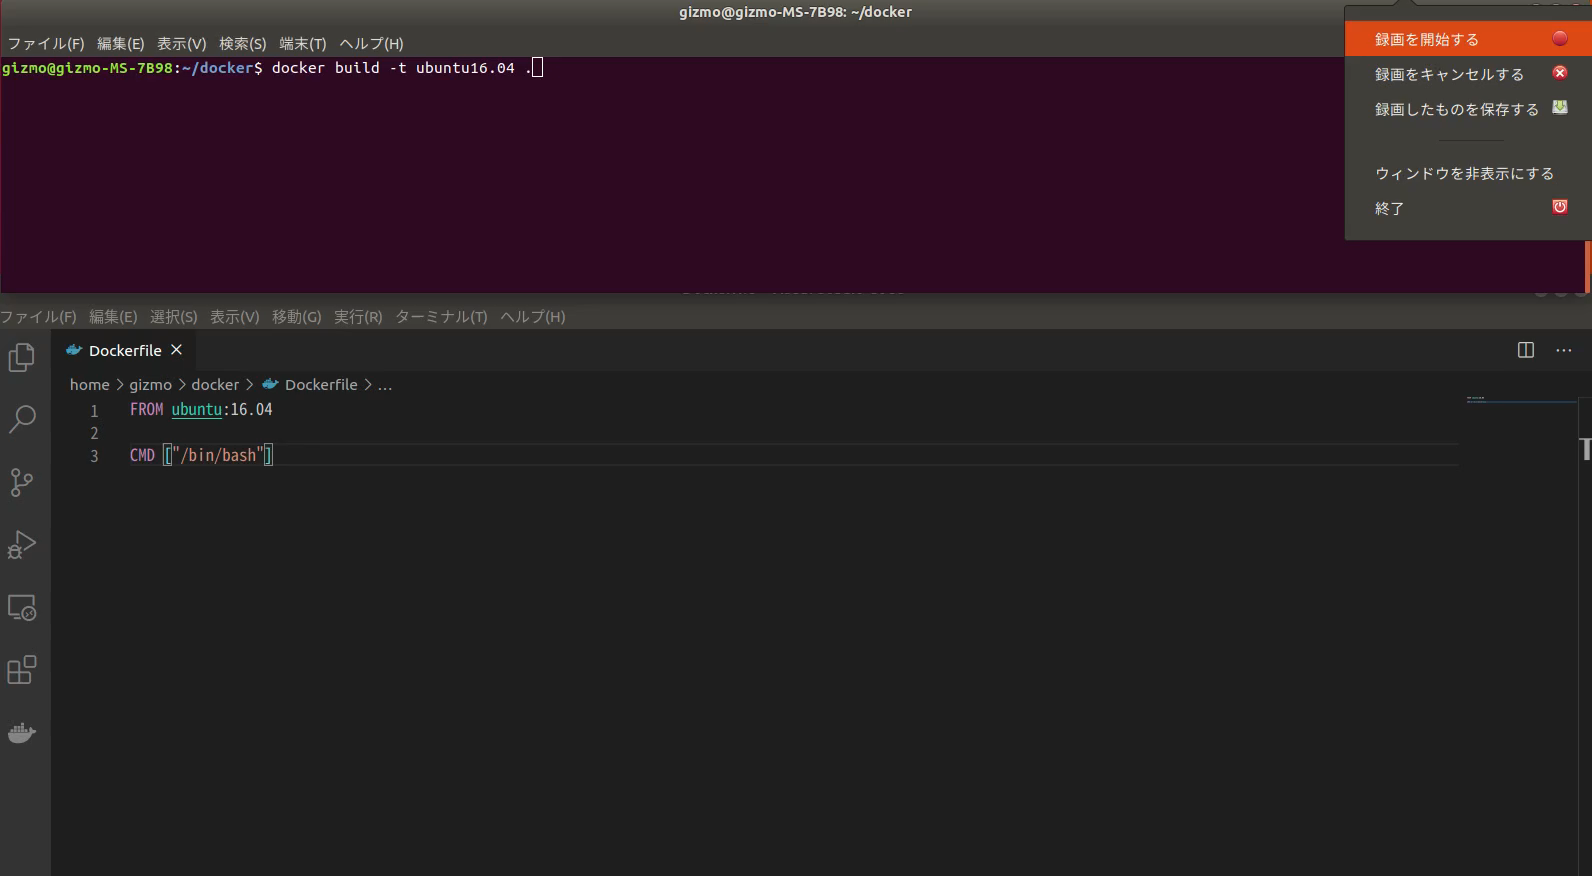 gizmo@gizmo-MS-7B98: ~/docker
ファイル(F) 編集(E) 表示(V) 検索(S) 端末(T) ヘルプ(H)
gizmo@gizmo-MS-7B98:~/docker$ docker build -t ubuntu16.04 .
録画を開始する
録画をキャンセルする
録画したものを保存する
ウィンドウを非表示にする
終了
ファイル(F) 編集(E) 選択(S) 表示(V) 移動(G) 実行(R) ターミナル(T) ヘルプ(H)
Dockerfile
home > gizmo > docker > Dockerfile > ...
1 FROM ubuntu:16.04
2
3 CMD ["/bin/bash"]